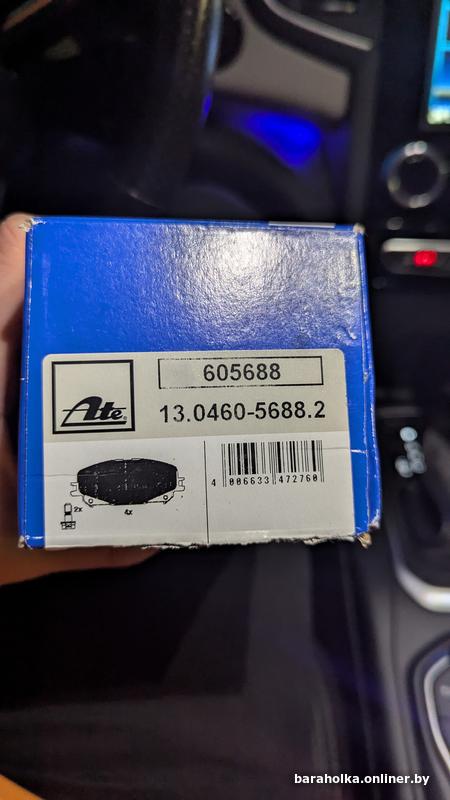 605688
Ate
13.0460-5688.2
2x
4x
4 006633 472760
baraholka.onliner.by